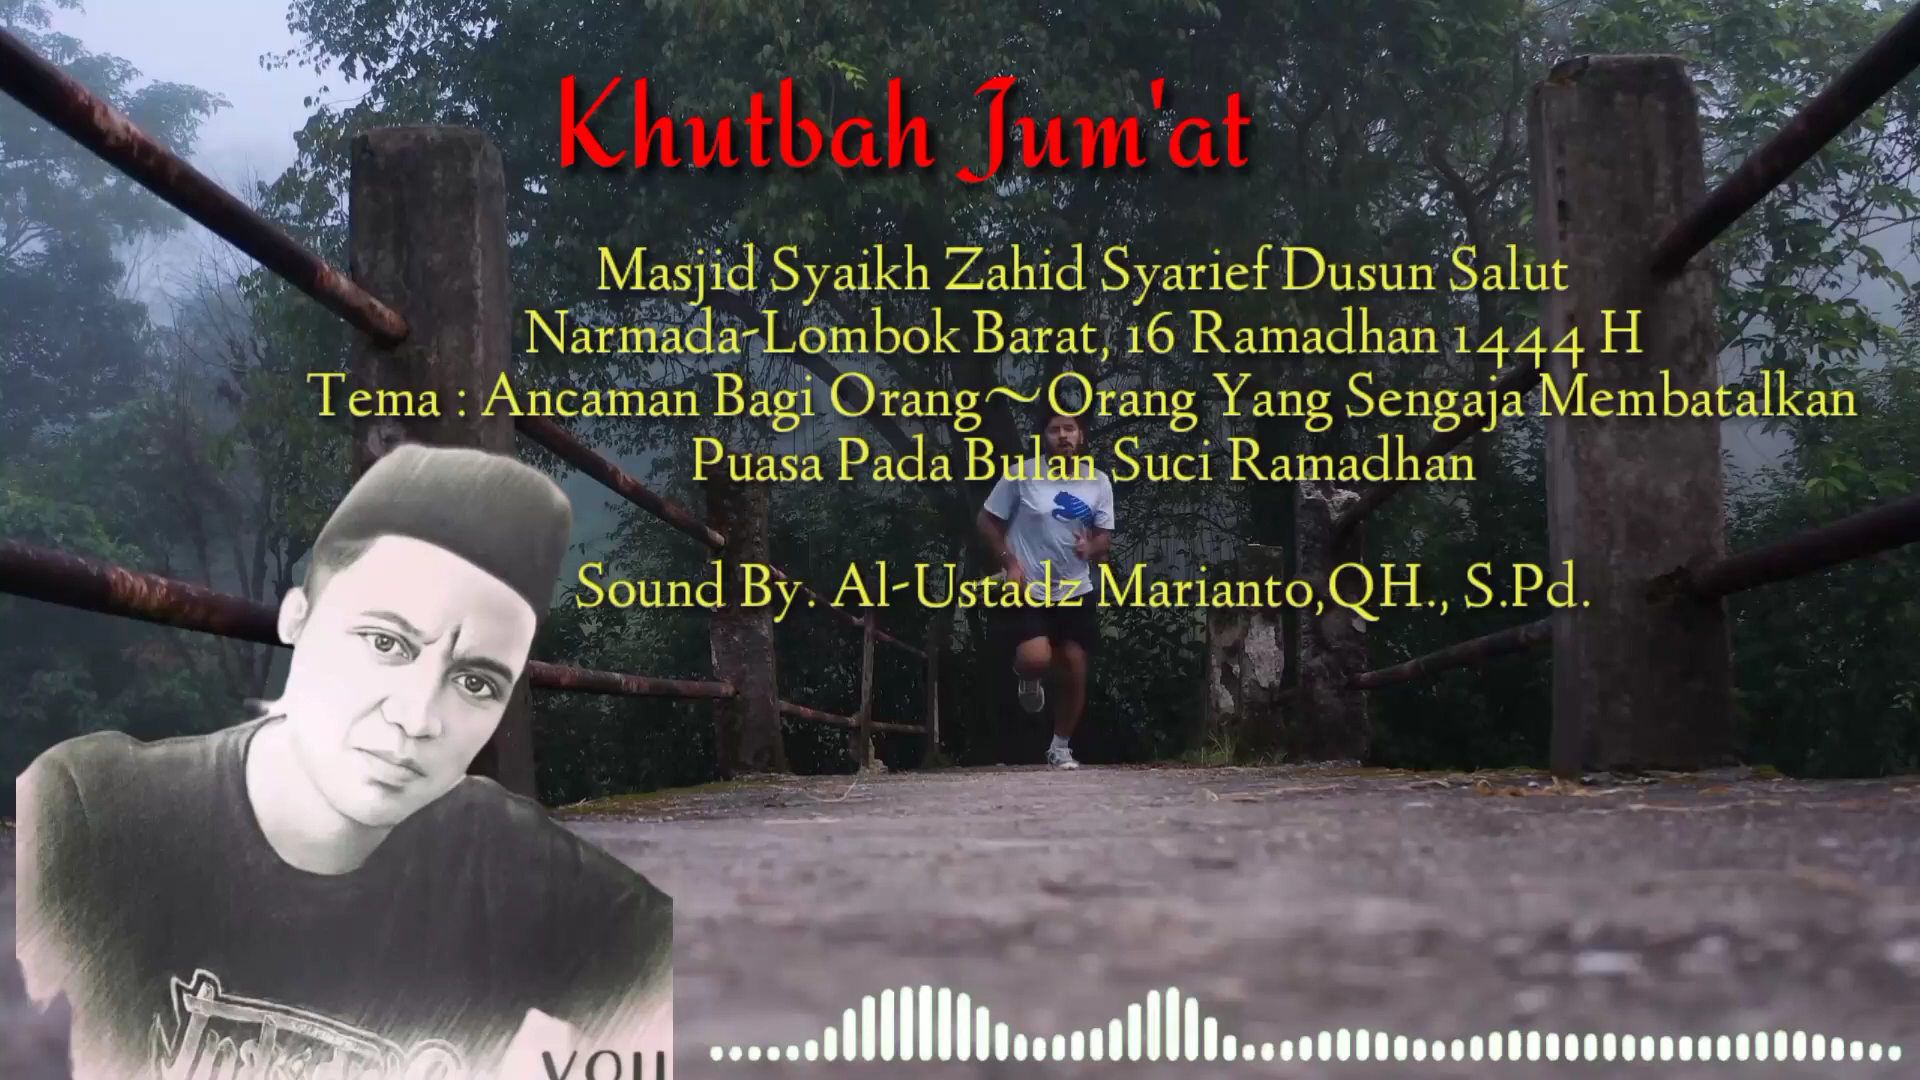 Khutbah Jum'at
Masjid Syaikh Zahid Syarief Dusun Salut
Narmada-Lombok Barat, 16 Ramadhan 1444 H
Tema : Ancaman Bagi Orang~Orang Yang Sengaja Membatalkan
Puasa Pada Bulan Suci Ramadhan
Sound By. Al-Ustadz Marianto,QH., S.Pd.
YOU